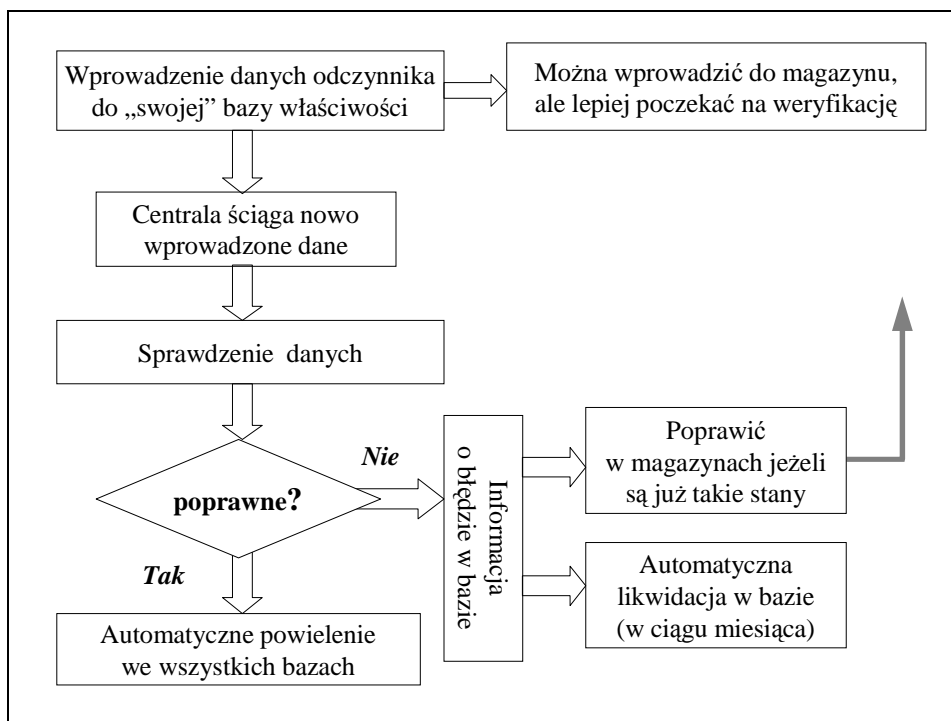 Wprowadzenie danych odczynnika
do „swojej” bazy właściwości
Można wprowadzić do magazynu,
ale lepiej poczekać na weryfikację
Centrala ściąga nowo
wprowadzone dane
Sprawdzenie danych
poprawne?
Nie
Tak
Informacja
o błędzie w bazie
Poprawić
w magazynach jeżeli
są już takie stany
Automatyczna
likwidacja w bazie
(w ciągu miesiąca)
Automatyczne powielenie
we wszystkich bazach